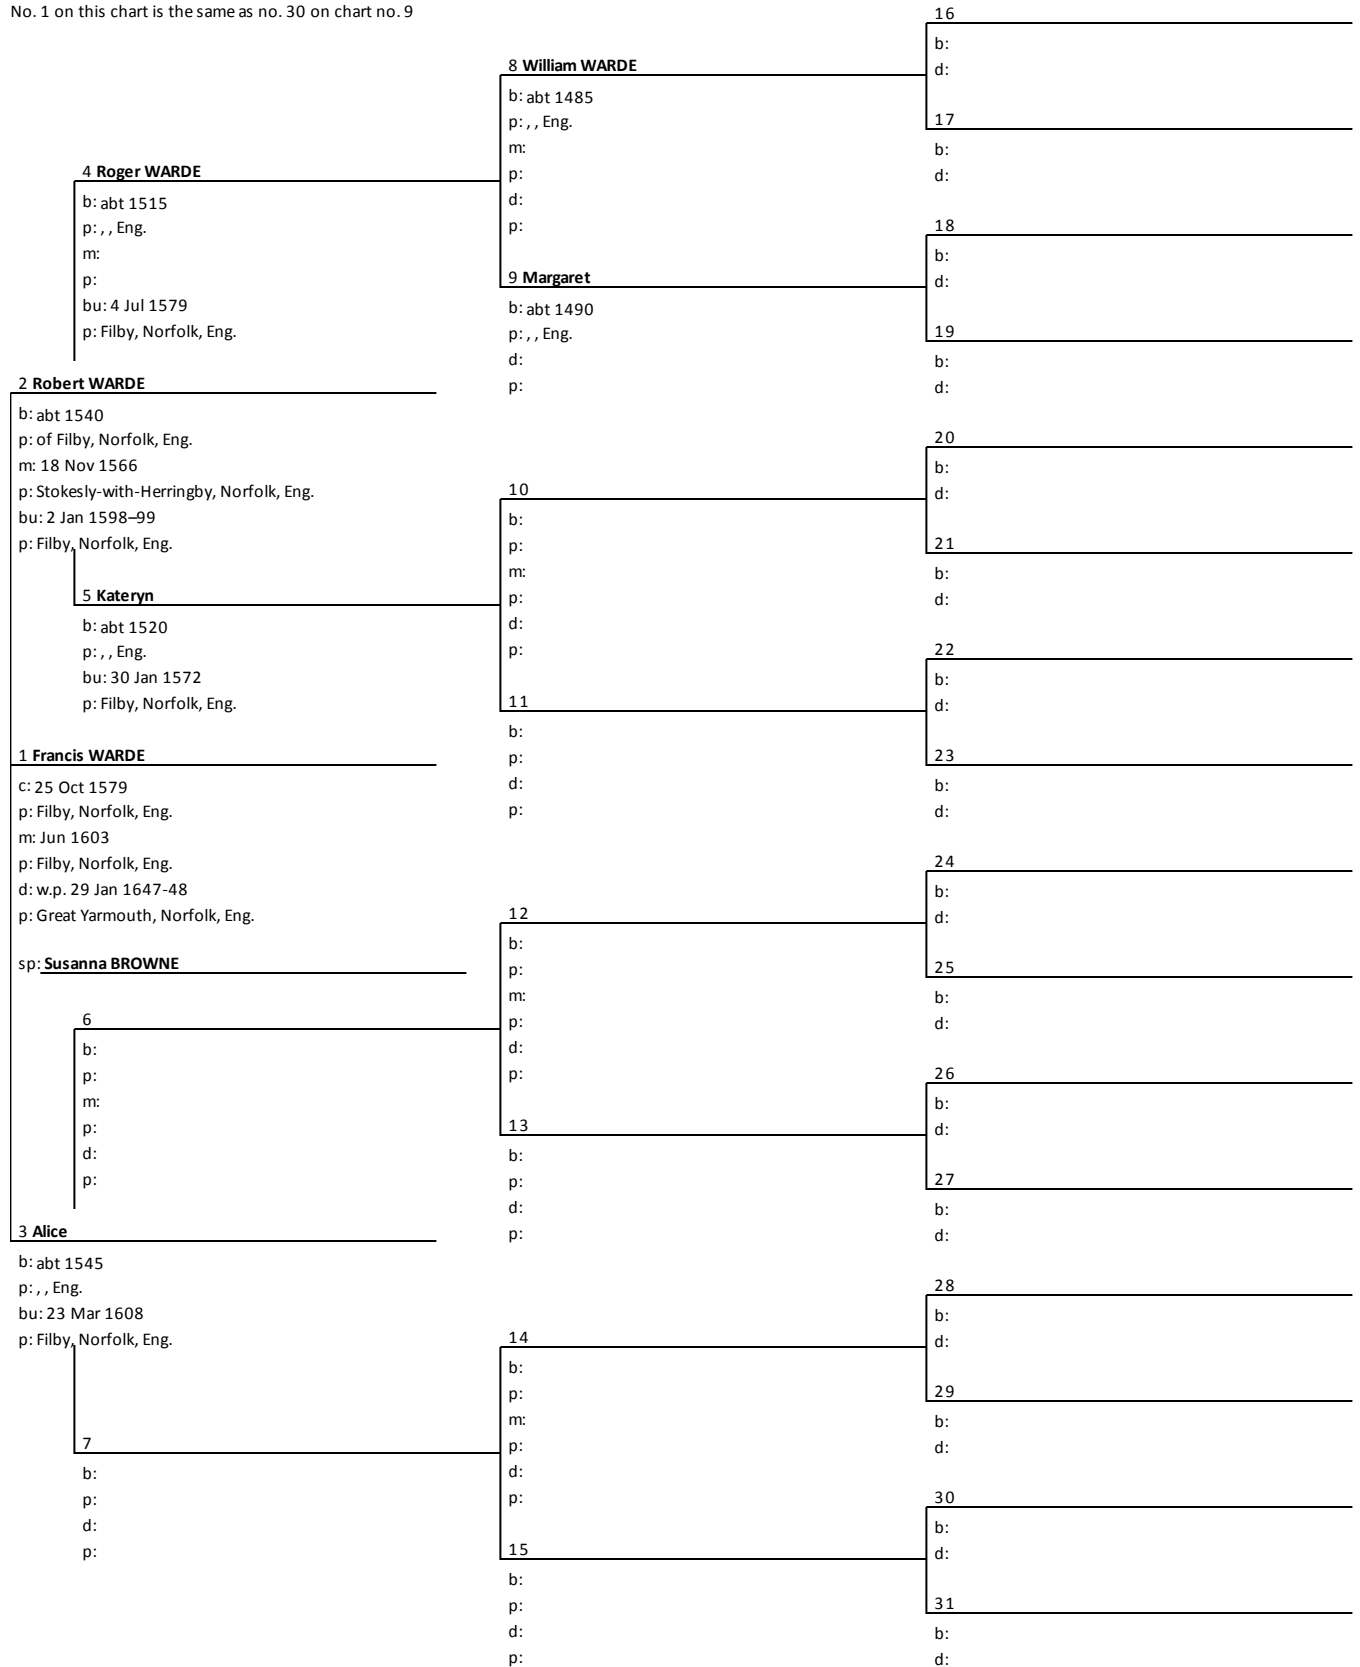 No. 1 on this chart is the same as no. 30 on chart no. 9
4 Roger WARDE
b: abt 1515
p: , , Eng.
m:
p:
bu: 4 Jul 1579
p: Filby, Norfolk, Eng.
2 Robert WARDE
b: abt 1540
p: of Filby, Norfolk, Eng.
m: 18 Nov 1566
p: Stokesly-with-Herringby, Norfolk, Eng.
bu: 2 Jan 1598–99
p: Filby, Norfolk, Eng.
5 Kateryn
b: abt 1520
p: , , Eng.
bu: 30 Jan 1572
p: Filby, Norfolk, Eng.
1 Francis WARDE
c: 25 Oct 1579
p: Filby, Norfolk, Eng.
m: Jun 1603
p: Filby, Norfolk, Eng.
d: w.p. 29 Jan 1647-48
p: Great Yarmouth, Norfolk, Eng.
sp: Susanna BROWNE
6
b:
p:
m:
p:
d:
p:
3 Alice
b: abt 1545
p: , , Eng.
bu: 23 Mar 1608
p: Filby, Norfolk, Eng.
7
b:
p:
d:
p:
8 William WARDE
b: abt 1485
p: , , Eng.
m:
p:
d:
p:
9 Margaret
b: abt 1490
p: , , Eng.
d:
p:
10
b:
p:
m:
p:
d:
p:
11
b:
p:
d:
p:
12
b:
p:
m:
p:
d:
p:
13
b:
p:
d:
p:
14
b:
p:
m:
p:
d:
p:
15
b:
p:
d:
p:
16
b:
d:
17
b:
d:
18
b:
d:
19
b:
d:
20
b:
d:
21
b:
d:
22
b:
d:
23
b:
d:
24
b:
d:
25
b:
d:
26
b:
d:
27
b:
d:
28
b:
d:
29
b:
d:
30
b:
d:
31
b:
d: